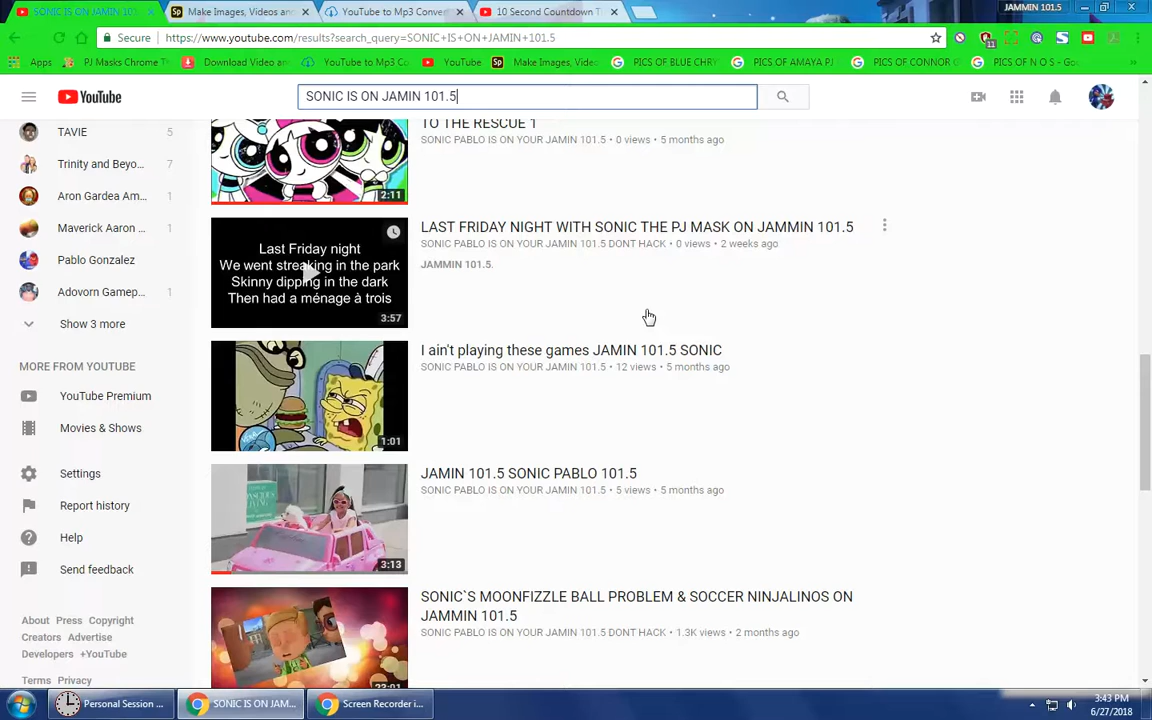 SONIC IS ON JAMIN 101.5
Make Images, Videos and
YouTube to Mp3 Conver
10 Second Countdown T
JAMMIN 101.5
Secure
https://www.youtube.com/results?search_query=SONIC+IS+ON+JAMIN+101.5
11
Apps
PJ Masks Chrome Th
Download Video and
YouTube to Mp3 Co
YouTube
Sp
Make Images, Video
PICS OF BLUE CHRY
PICS OF AMAYA PJ
PICS OF CONNOR C
PICS OF N O S - Goo
YouTube
SONIC IS ON JAMIN 101.5
TAVIE 5
Trinity and Beyo... 7
Aron Gardea Am... 1
Maverick Aaron ... 1
Pablo Gonzalez
Adovorn Gamep... 1
Show 3 more
MORE FROM YOUTUBE
YouTube Premium
Movies & Shows
Settings
Report history
Help
Send feedback
About Press Copyright
Creators Advertise
Developers +YouTube
Terms Privacy
TO THE RESCUE 1
SONIC PABLO IS ON YOUR JAMIN 101.5 • 0 views • 5 months ago
2:11
LAST FRIDAY NIGHT WITH SONIC THE PJ MASK ON JAMMIN 101.5
SONIC PABLO IS ON YOUR JAMIN 101.5 DONT HACK • 0 views • 2 weeks ago
JAMMIN 101.5.
Last Friday night
We went streaking in the park
Skinny dipping in the dark
Then had a ménage à trois
3:57
I ain't playing these games JAMIN 101.5 SONIC
SONIC PABLO IS ON YOUR JAMIN 101.5 • 12 views • 5 months ago
1:01
JAMIN 101.5 SONIC PABLO 101.5
SONIC PABLO IS ON YOUR JAMIN 101.5 • 5 views • 5 months ago
3:13
SONIC`S MOONFIZZLE BALL PROBLEM & SOCCER NINJALINOS ON
JAMMIN 101.5
SONIC PABLO IS ON YOUR JAMIN 101.5 DONT HACK • 1.3K views • 2 months ago
23:01
Personal Session ...
SONIC IS ON JAM...
Screen Recorder i...
3:43 PM
6/27/2018